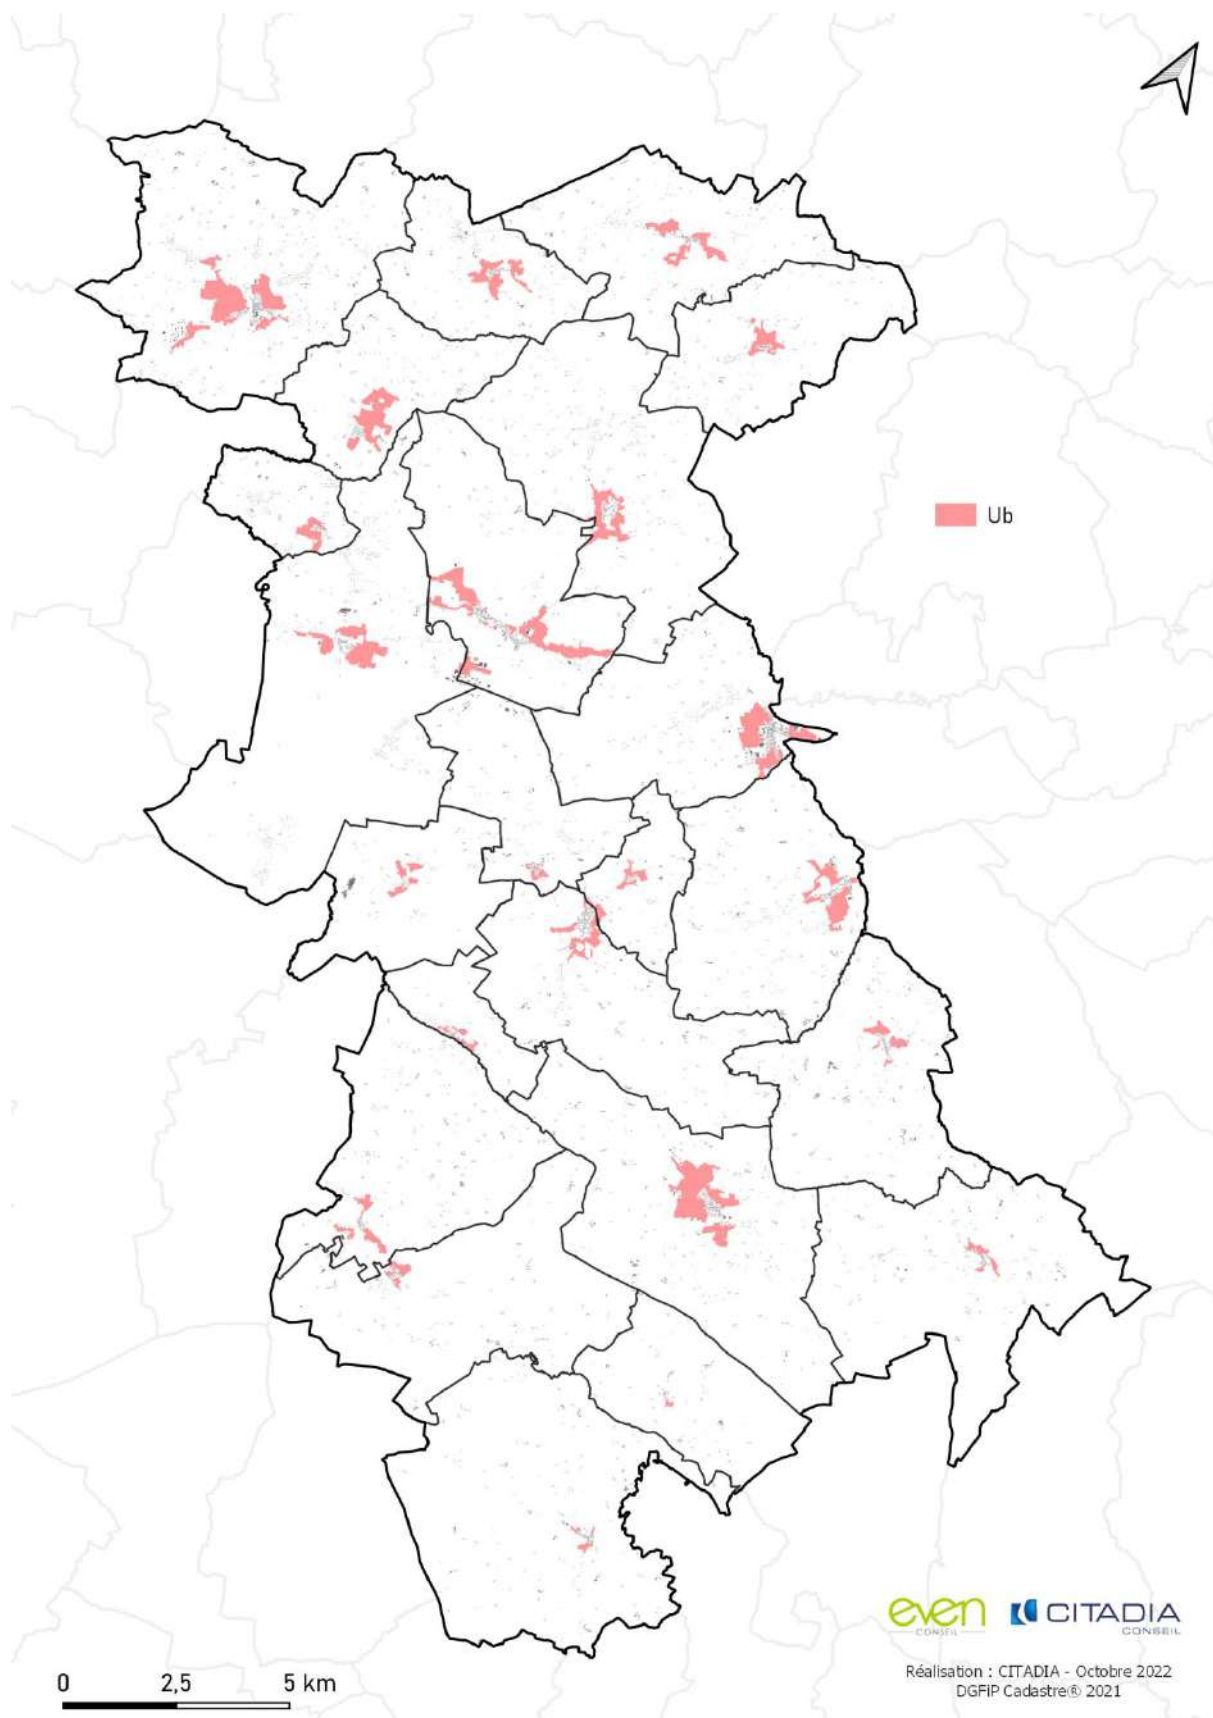 Ub
even
CONSEIL
CITADIA
CONSEIL
0 2,5 5 km
Réalisation : CITADIA - Octobre 2022
DGFiP Cadastre® 2021